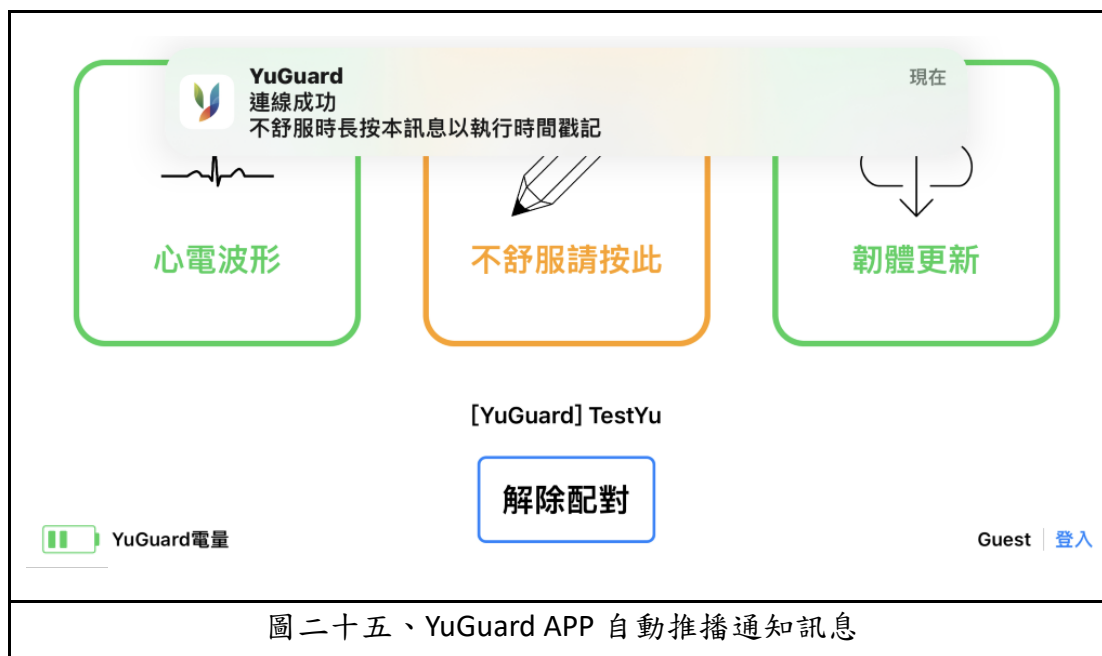 YuGuard
現在
連線成功
不舒服時長按本訊息以執行時間戳記
心電波形
不舒服請按此
韌體更新
[YuGuard] TestYu
解除配對
YuGuard電量
Guest
登入
圖二十五、YuGuard APP 自動推播通知訊息